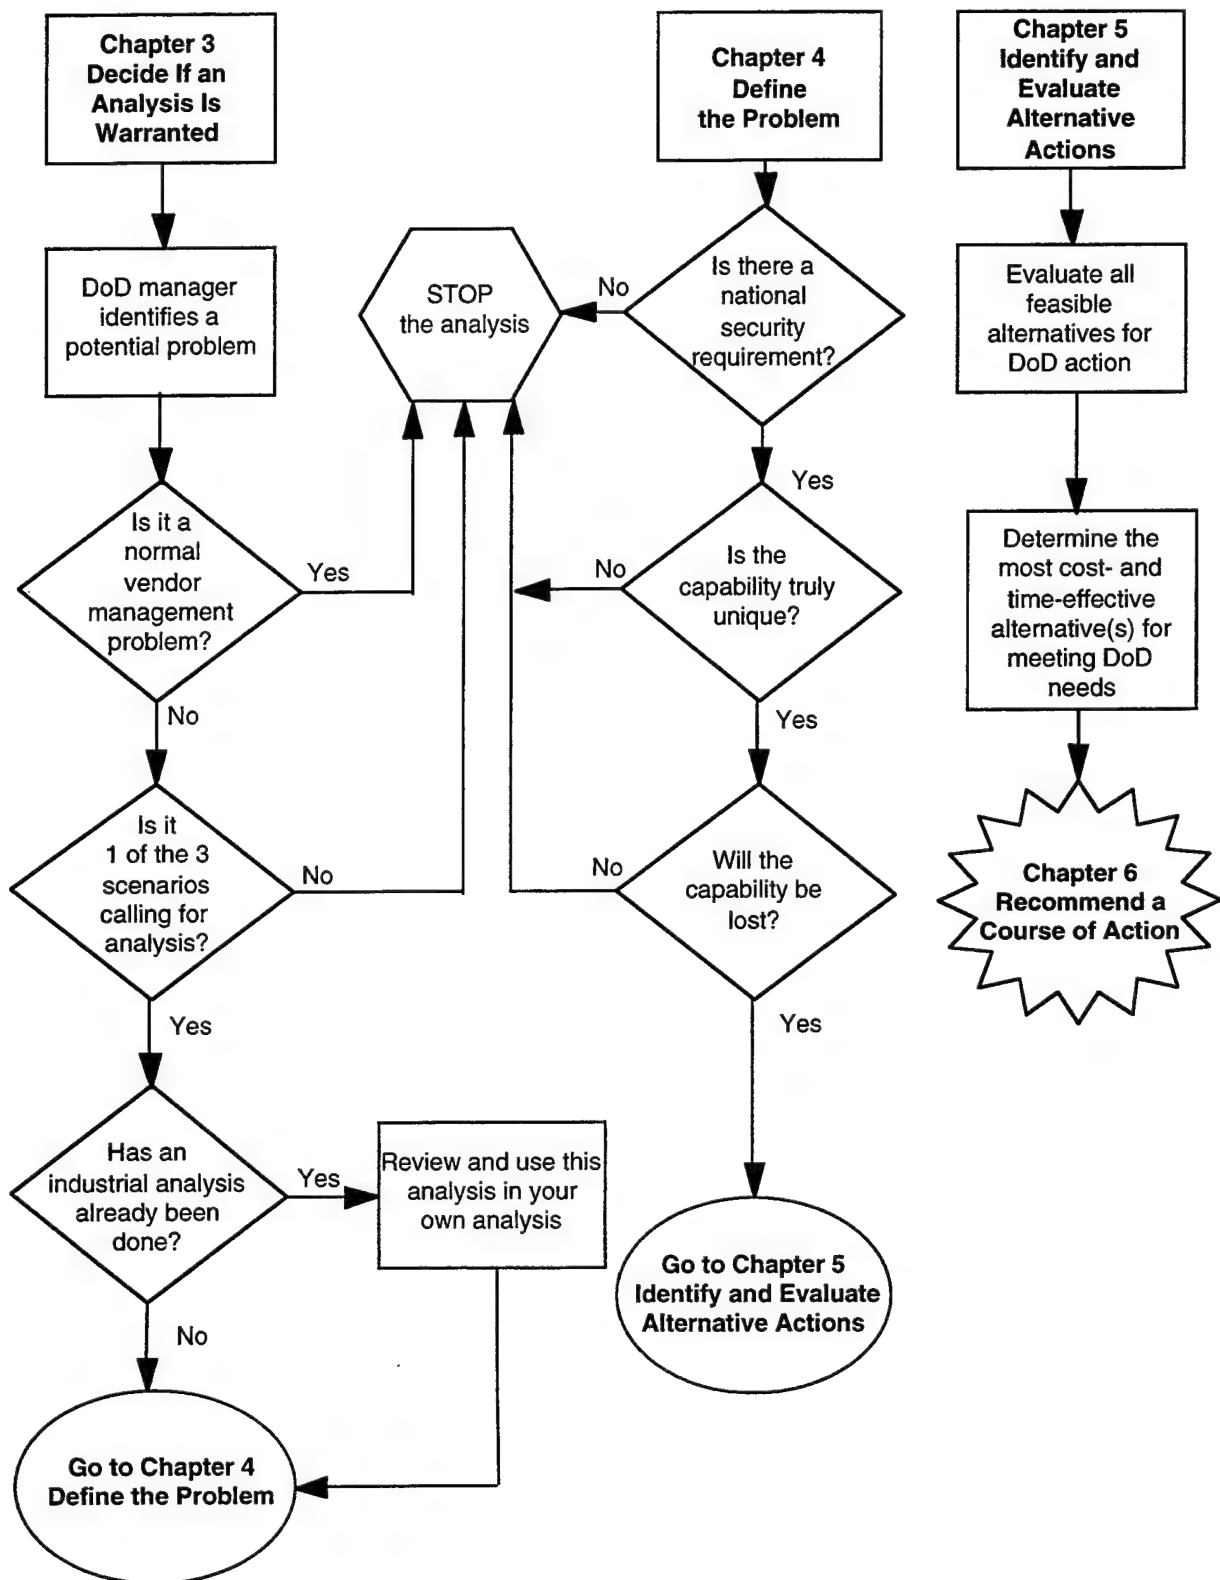 Chapter 3
Decide If an
Analysis Is
Warranted
DoD manager
identifies a
potential problem
Is it a
normal
vendor
management
problem?
Yes
No
Is it
1 of the 3
scenarios
calling for
analysis?
No
Yes
Has an
industrial analysis
already been
done?
Yes
Review and use this
analysis in your
own analysis
No
Go to Chapter 4
Define the Problem
STOP
the analysis
Chapter 4
Define
the Problem
Is there a
national
security
requirement?
No
Yes
Is the
capability truly
unique?
No
Yes
Will the
capability be
lost?
No
Yes
Go to Chapter 5
Identify and Evaluate
Alternative Actions
Chapter 5
Identify and
Evaluate
Alternative
Actions
Evaluate all
feasible
alternatives for
DoD action
Determine the
most cost- and
time-effective
alternative(s) for
meeting DoD
needs
Chapter 6
Recommend a
Course of Action